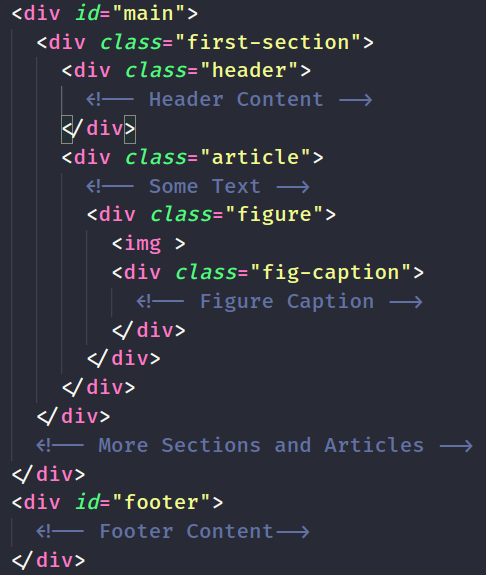 <div id="main">
<div class="first-section">
<div class="header">
<!-- Header Content -->
</div>
<div class="article">
<!-- Some Text -->
<div class="figure">
<img >
<div class="fig-caption">
<!-- Figure Caption -->
</div>
</div>
</div>
</div>
<!-- More Sections and Articles -->
</div>
<div id="footer">
<!-- Footer Content-->
</div>